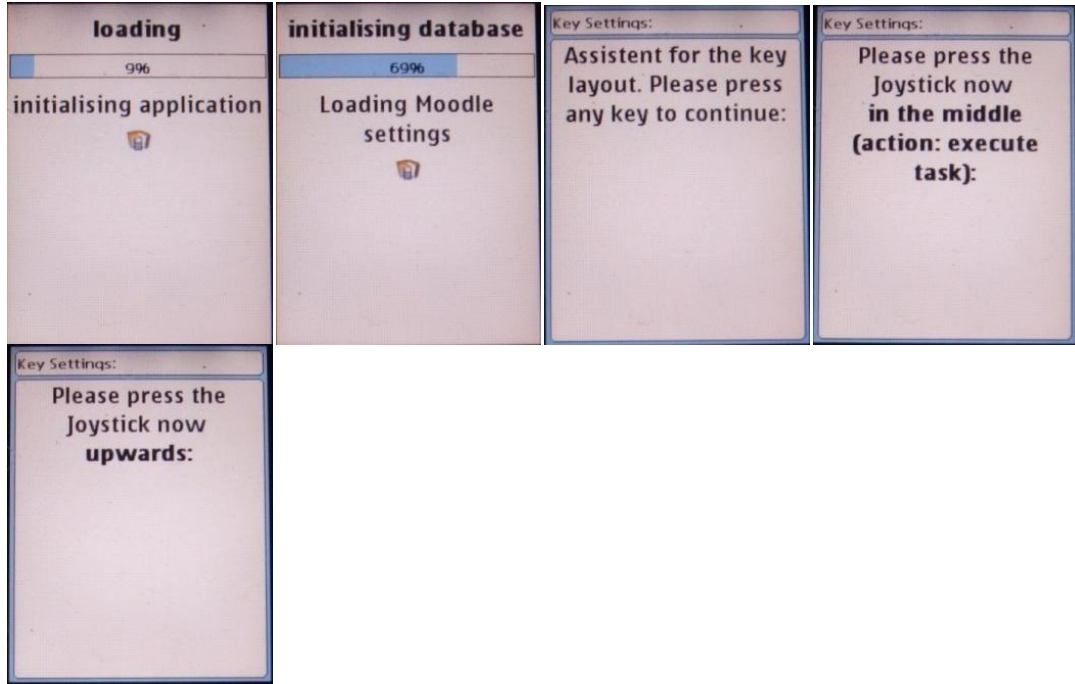 loading
9%
initialising application
initialising database
69%
Loading Moodle
settings
Key Settings:
Assistent for the key
layout. Please press
any key to continue:
Key Settings:
Please press the
Joystick now
in the middle
(action: execute
task):
Key Settings:
Please press the
Joystick now
upwards: